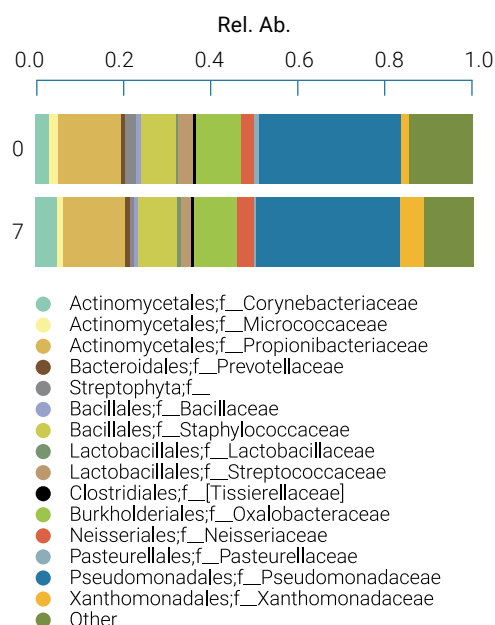 Rel. Ab.
0.0 0.2 0.4 0.6 0.8 1.0
0
7
Actinomycetales;f__Corynebacteriaceae
Actinomycetales;f__Micrococcaceae
Actinomycetales;f__Propionibacteriaceae
Bacteroidales;f__Prevotellaceae
Streptophyta;f__
Bacillales;f__Bacillaceae
Bacillales;f__Staphylococcaceae
Lactobacillales;f__Lactobacillaceae
Lactobacillales;f__Streptococcaceae
Clostridiales;f__[Tissierellaceae]
Burkholderiales;f__Oxalobacteraceae
Neisseriales;f__Neisseriaceae
Pasteurellales;f__Pasteurellaceae
Pseudomonadales;f__Pseudomonadaceae
Xanthomonadales;f__Xanthomonadaceae
Other